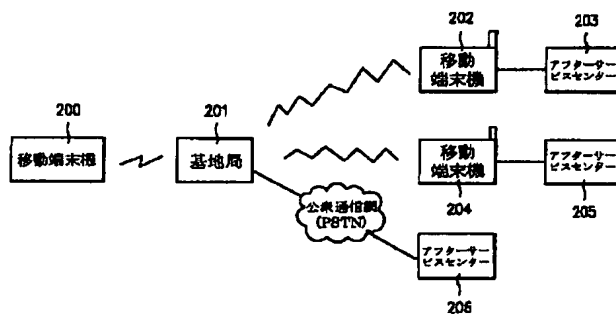 202
203
移動
端末機
アフターサー
ビスセンター
200
201
移動端末機
基地局
移動
端末機
アフターサー
ビスセンター
204
205
公衆通信網
(PSTN)
アフターサー
ビスセンター
206